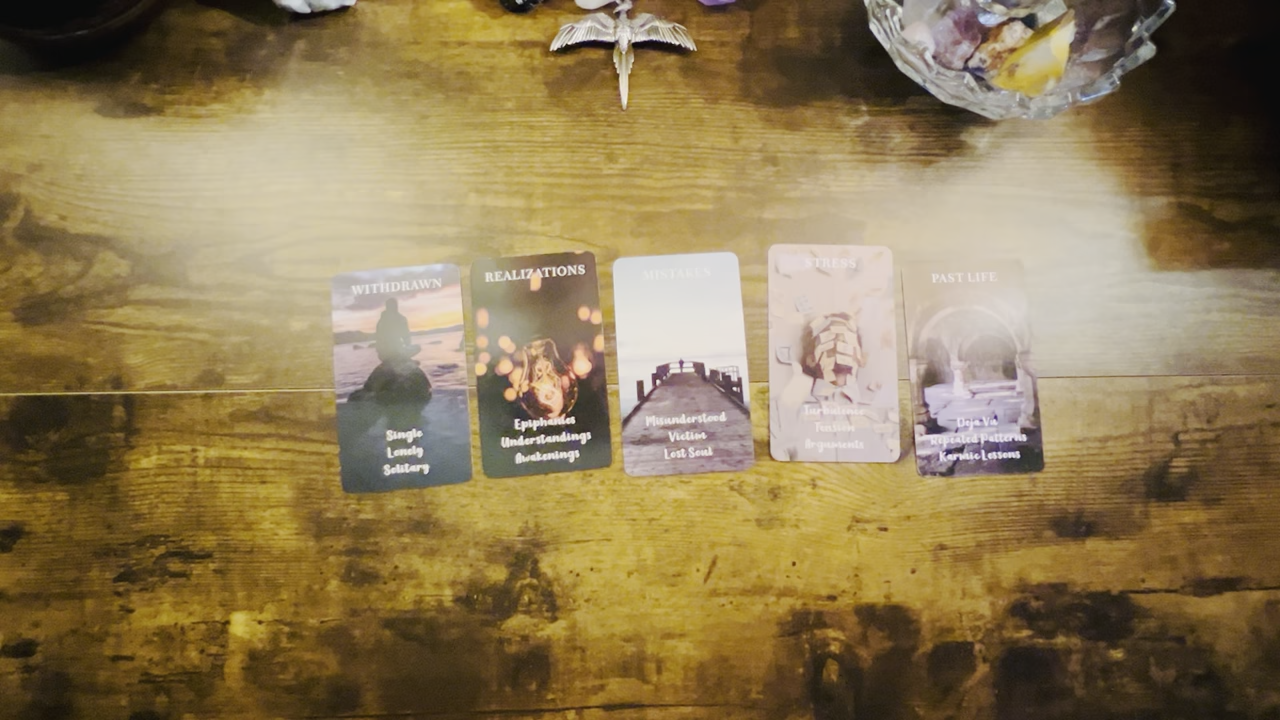 WITHDRAWN
Single
Lonely
Solitary
REALIZATIONS
Epiphanies
Understandings
Awakenings
MISTAKES
Misunderstood
Victim
Lost Soul
STRESS
Turbulence
Tension
Arguments
PAST LIFE
Deja Vu
Repeated Patterns
Karmic Lessons